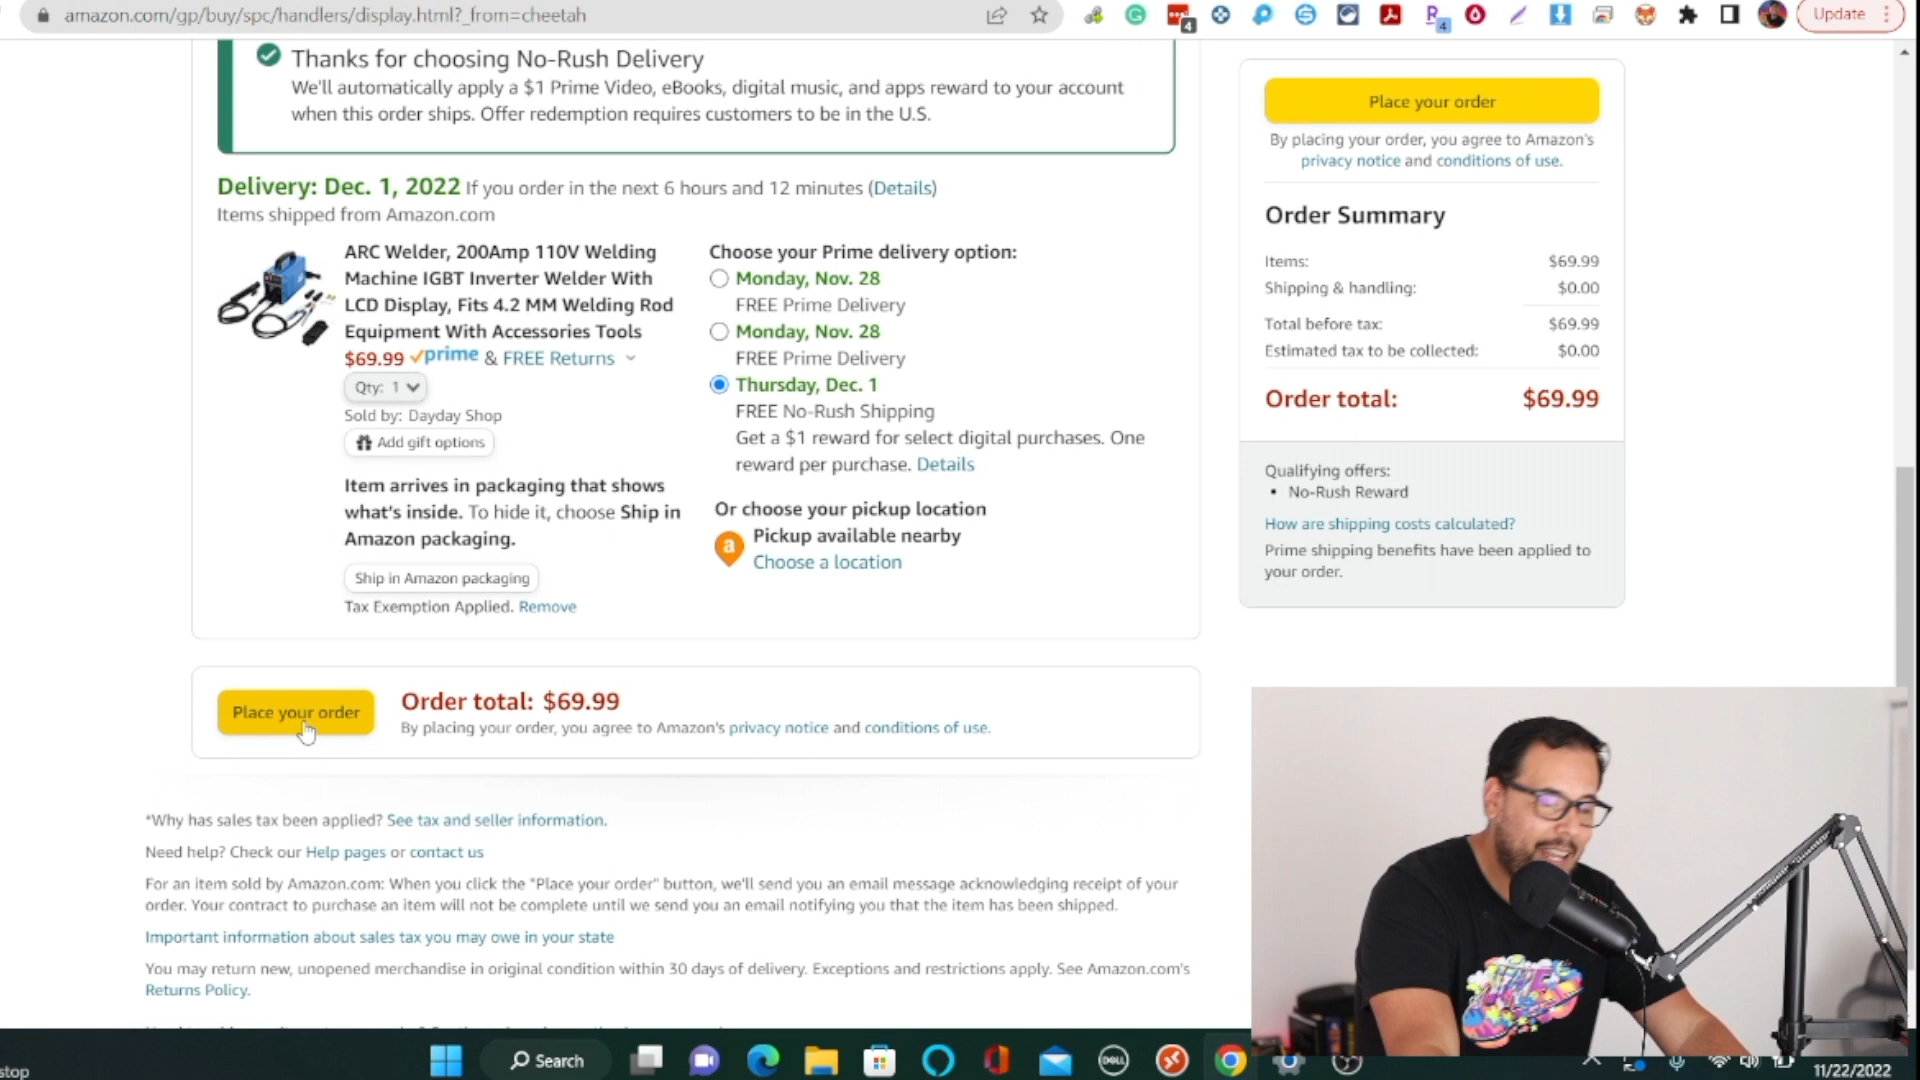 amazon.com/gp/buy/spc/handlers/display.html?_from=cheetah
4
4
Update
Thanks for choosing No-Rush Delivery
We'll automatically apply a $1 Prime Video, eBooks, digital music, and apps reward to your account
when this order ships. Offer redemption requires customers to be in the U.S.
Delivery: Dec. 1, 2022 If you order in the next 6 hours and 12 minutes (Details)
Items shipped from Amazon.com
ARC Welder, 200Amp 110V Welding
Machine IGBT Inverter Welder With
LCD Display, Fits 4.2 MM Welding Rod
Equipment With Accessories Tools
$69.99 prime & FREE Returns
Qty: 1
Sold by: Dayday Shop
Add gift options
Item arrives in packaging that shows
what's inside. To hide it, choose Ship in
Amazon packaging.
Ship in Amazon packaging
Tax Exemption Applied. Remove
Choose your Prime delivery option:
Monday, Nov. 28
FREE Prime Delivery
Monday, Nov. 28
FREE Prime Delivery
Thursday, Dec. 1
FREE No-Rush Shipping
Get a $1 reward for select digital purchases. One
reward per purchase. Details
Or choose your pickup location
a
Pickup available nearby
Choose a location
Place your order
By placing your order, you agree to Amazon's
privacy notice and conditions of use.
Order Summary
Items: $69.99
Shipping & handling: $0.00
Total before tax: $69.99
Estimated tax to be collected: $0.00
Order total: $69.99
Qualifying offers:
• No-Rush Reward
How are shipping costs calculated?
Prime shipping benefits have been applied to
your order.
Place your order
Order total: $69.99
By placing your order, you agree to Amazon's privacy notice and conditions of use.
*Why has sales tax been applied? See tax and seller information.
Need help? Check our Help pages or contact us
For an item sold by Amazon.com: When you click the "Place your order" button, we'll send you an email message acknowledging receipt of your
order. Your contract to purchase an item will not be complete until we send you an email notifying you that the item has been shipped.
Important information about sales tax you may owe in your state
You may return new, unopened merchandise in original condition within 30 days of delivery. Exceptions and restrictions apply. See Amazon.com's
Returns Policy.
stop
Search
DELL
11/22/2022